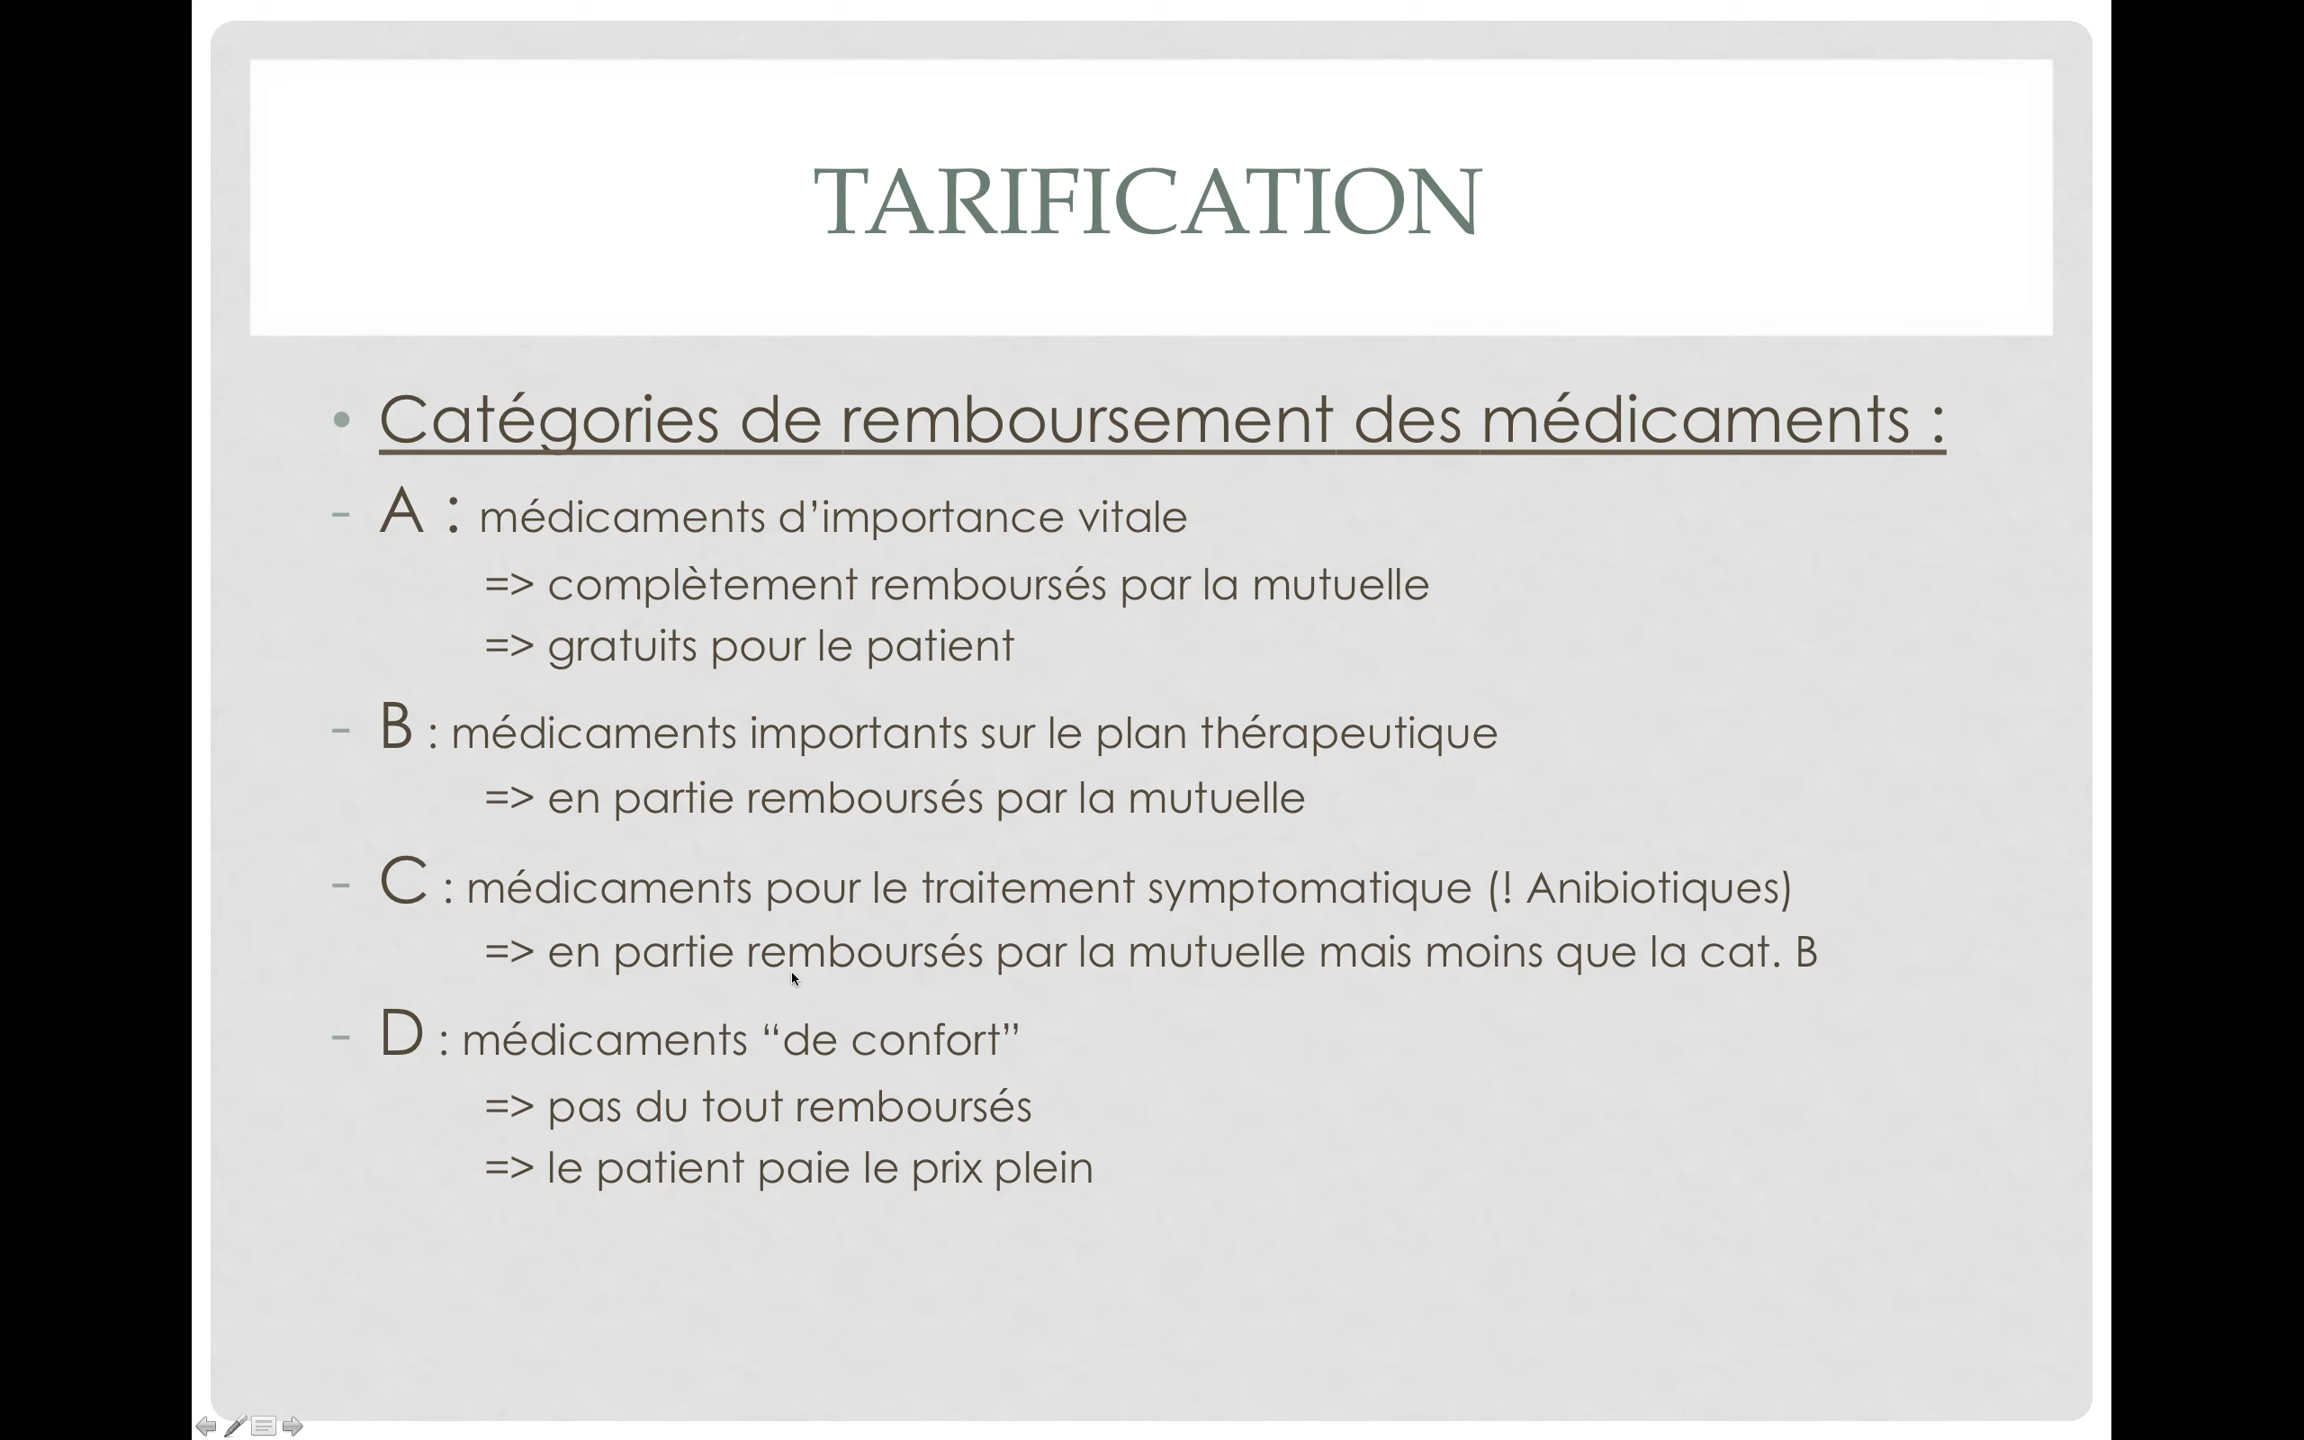 TARIFICATION
• Catégories de remboursement des médicaments :
- A : médicaments d’importance vitale
=> complètement remboursés par la mutuelle
=> gratuits pour le patient
- B : médicaments importants sur le plan thérapeutique
=> en partie remboursés par la mutuelle
- C : médicaments pour le traitement symptomatique (! Anibiotiques)
=> en partie remboursés par la mutuelle mais moins que la cat. B
- D : médicaments “de confort”
=> pas du tout remboursés
=> le patient paie le prix plein